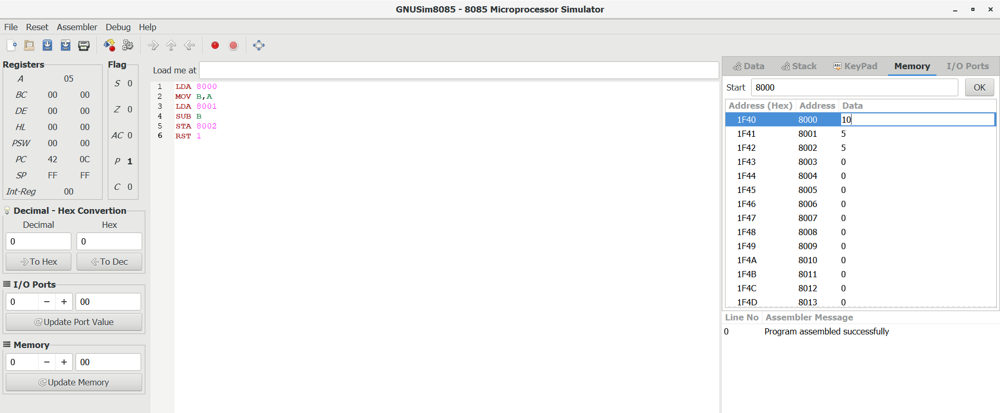 GNUSim8085 - 8085 Microprocessor Simulator
File Reset Assembler Debug Help
Registers
A 05
BC 00 00
DE 00 00
HL 00 00
PSW 00 00
PC 42 0C
SP FF FF
Int-Reg 00
Flag
S 0
Z 0
AC 0
P 1
C 0
Decimal - Hex Convertion
Decimal Hex
0 0
To Hex To Dec
I/O Ports
0 − + 00
Update Port Value
Memory
0 − + 00
Update Memory
Load me at
1 LDA 8000
2 MOV B,A
3 LDA 8001
4 SUB B
5 STA 8002
6 RST 1
Data Stack Abc KeyPad Memory I/O Ports
Start 8000 OK
Address (Hex) Address Data
1F40 8000 10
1F41 8001 5
1F42 8002 5
1F43 8003 0
1F44 8004 0
1F45 8005 0
1F46 8006 0
1F47 8007 0
1F48 8008 0
1F49 8009 0
1F4A 8010 0
1F4B 8011 0
1F4C 8012 0
1F4D 8013 0
Line No Assembler Message
0 Program assembled successfully